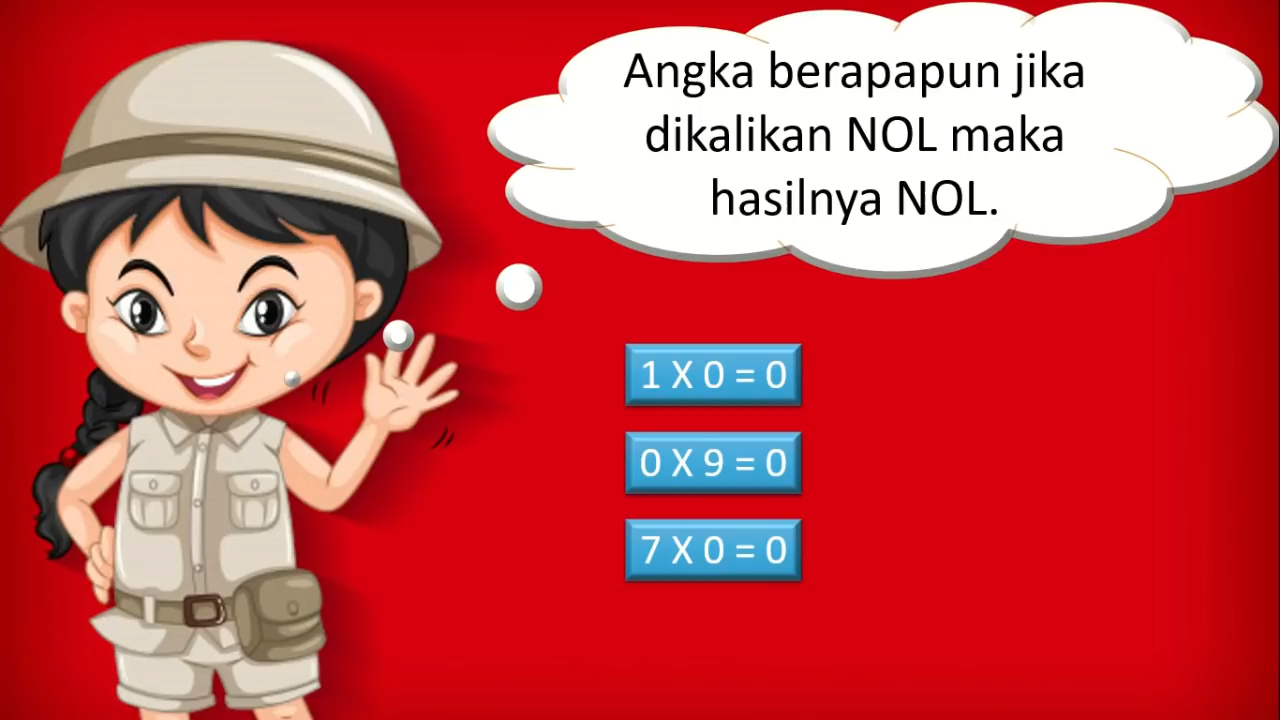 Angka berapapun jika
dikalikan NOL maka
hasilnya NOL.
1 X 0 = 0
0 X 9 = 0
7 X 0 = 0